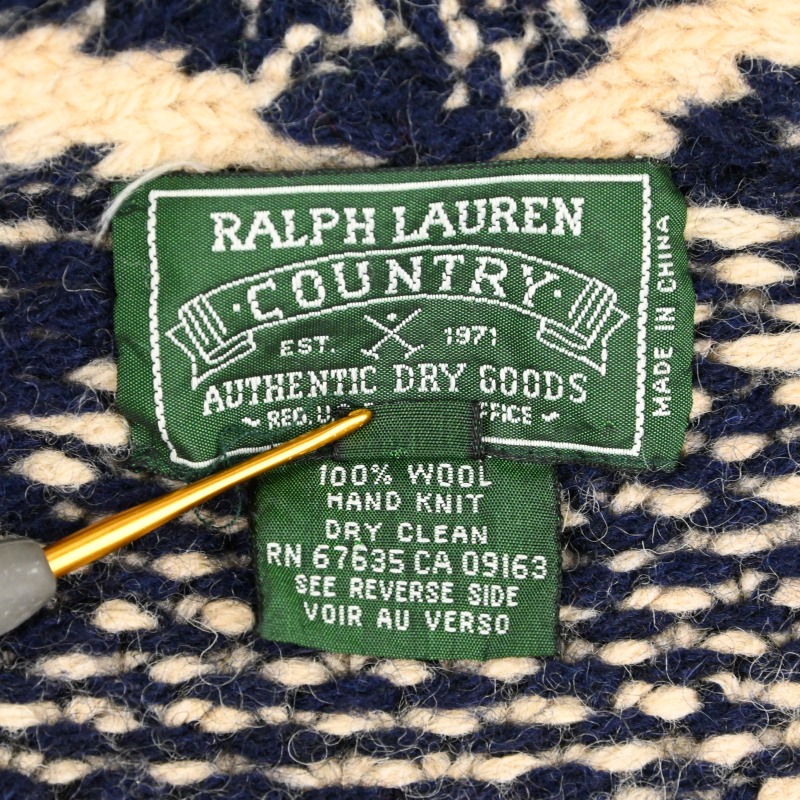 RALPH LAUREN
·COUNTRY·
EST. 1971
AUTHENTIC DRY GOODS
REG. U.
MADE IN CHINA
100% WOOL
HAND KNIT
DRY CLEAN
RN 67635 CA 09163
SEE REVERSE SIDE
VOIR AU VERSO